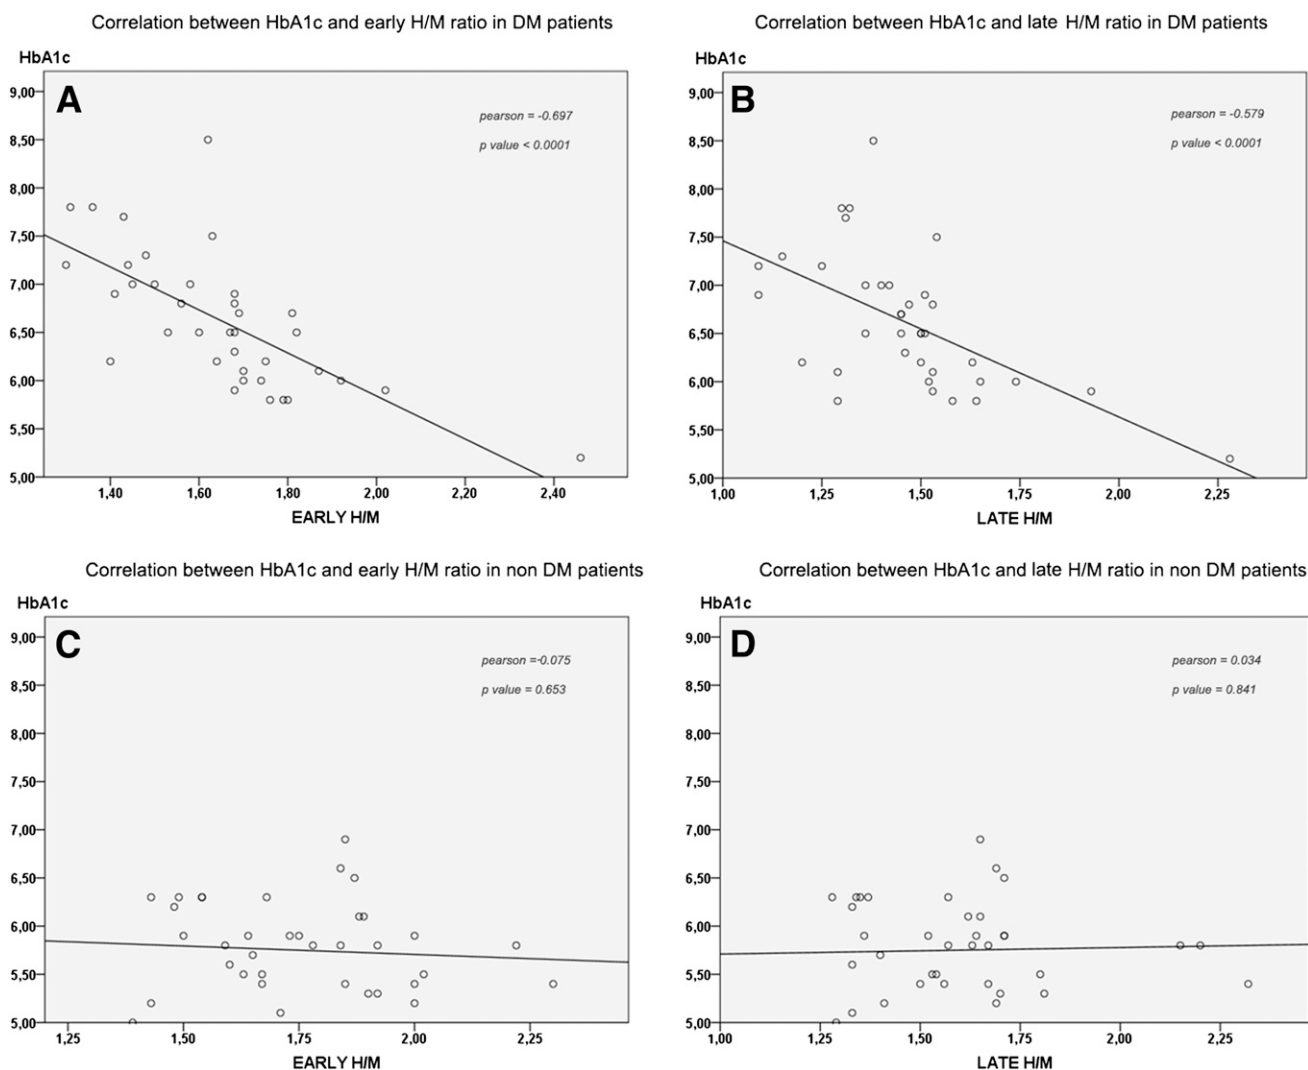 Correlation between HbA1c and early H/M ratio in DM patients
HbA1c
A
pearson = -0.697
p value < 0.0001
9,00
8,50
8,00
7,50
7,00
6,50
6,00
5,50
5,00
1,40 1,60 1,80 2,00 2,20 2,40
EARLY H/M
Correlation between HbA1c and late H/M ratio in DM patients
HbA1c
B
pearson = -0.579
p value < 0.0001
9,00
8,50
8,00
7,50
7,00
6,50
6,00
5,50
5,00
1,00 1,25 1,50 1,75 2,00 2,25
LATE H/M
Correlation between HbA1c and early H/M ratio in non DM patients
HbA1c
C
pearson =-0.075
p value = 0.653
9,00
8,50
8,00
7,50
7,00
6,50
6,00
5,50
5,00
1,25 1,50 1,75 2,00 2,25
EARLY H/M
Correlation between HbA1c and late H/M ratio in non DM patients
HbA1c
D
pearson = 0.034
p value = 0.841
9,00
8,50
8,00
7,50
7,00
6,50
6,00
5,50
5,00
1,00 1,25 1,50 1,75 2,00 2,25
LATE H/M